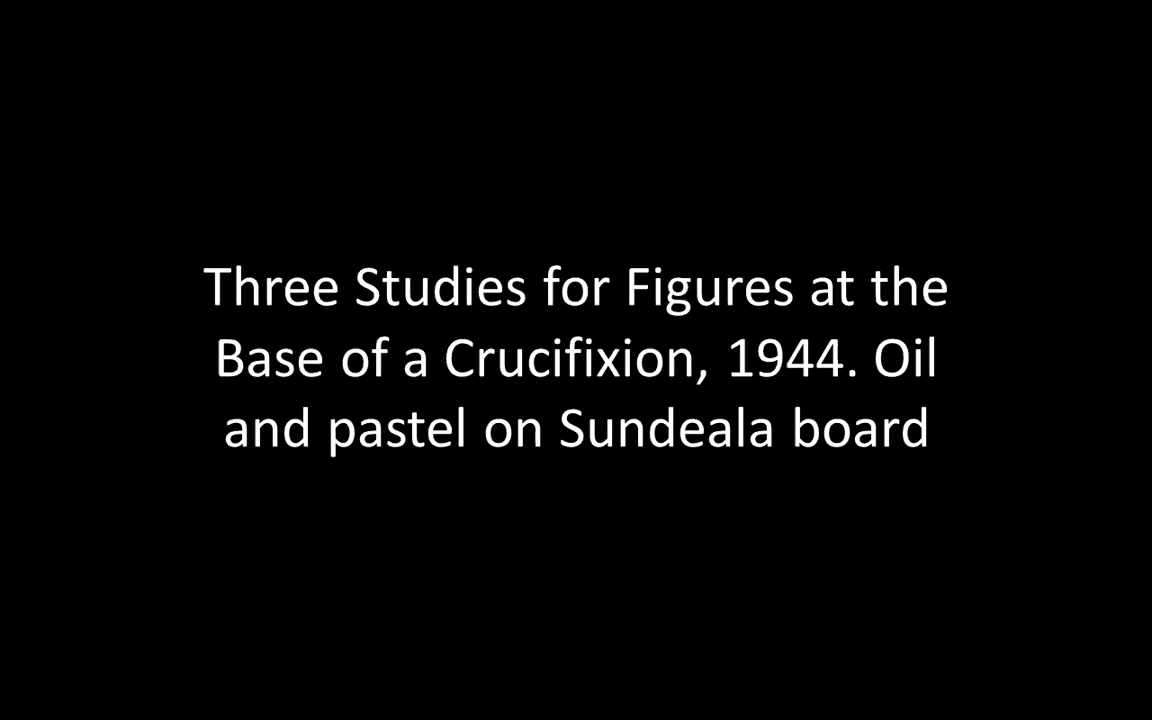 Three Studies for Figures at the
Base of a Crucifixion, 1944. Oil
and pastel on Sundeala board